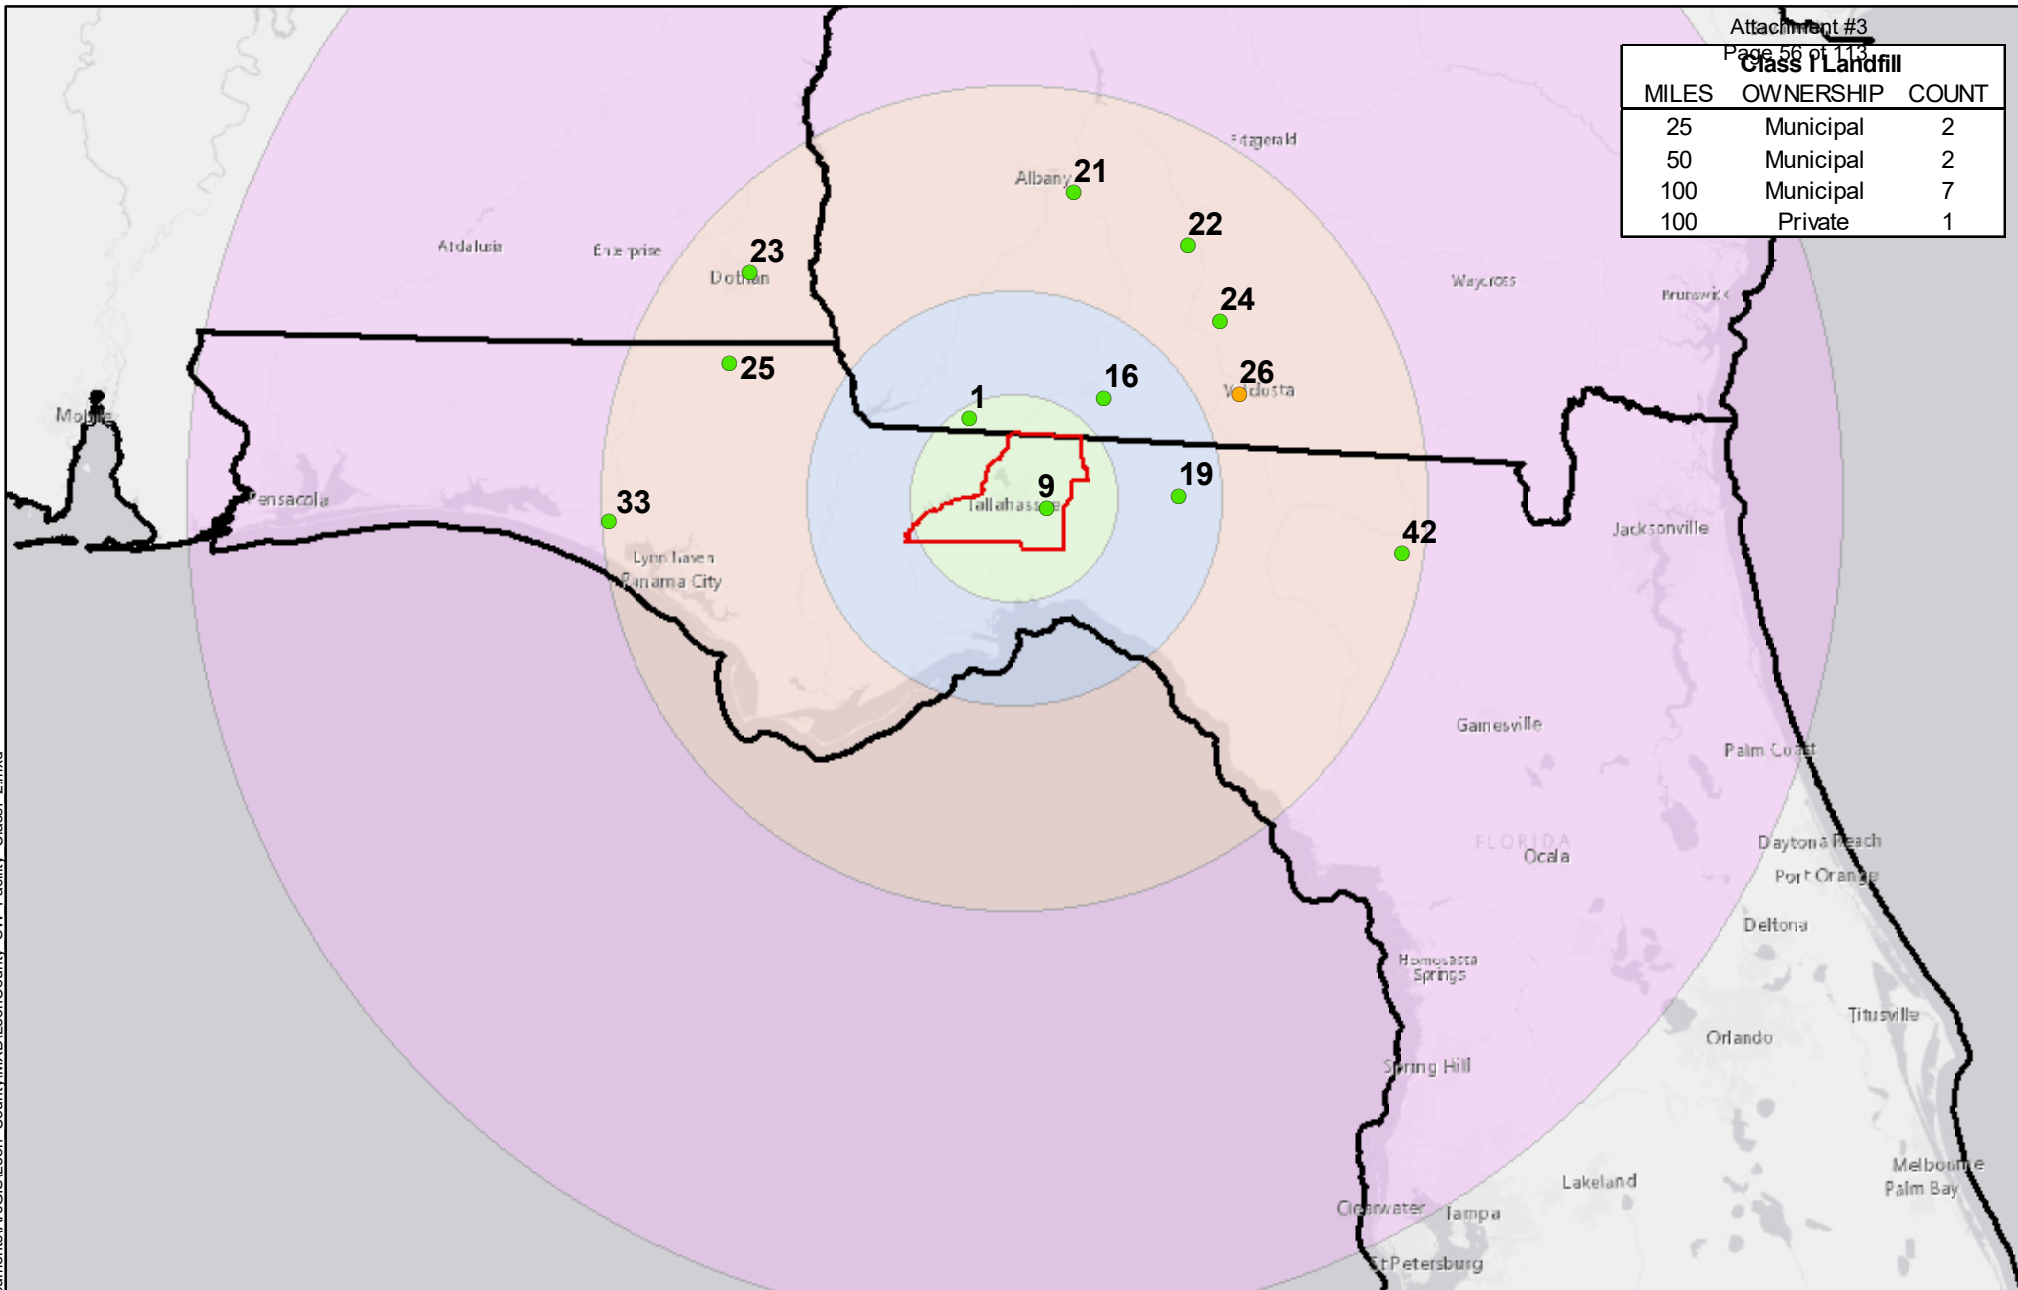 Attachment #3
Page 56 of 113
Class I Landfill
MILES OWNERSHIP COUNT
25 Municipal 2
50 Municipal 2
100 Municipal 7
100 Private 1
Fitzgerald
Albany
21
22
23
Andalusia
Enterprise
Dothan
Waycross
Brunswick
24
25
16
26
Valdosta
1
Mobile
19
9
Tallahassee
Pensacola
33
42
Jacksonville
Lynn Haven
Panama City
Gainesville
Palm Coast
FLORIDA
Ocala
Daytona Beach
Port Orange
Deltona
Homosassa
Springs
Titusville
Orlando
Spring Hill
Melbourne
Palm Bay
Lakeland
Clearwater
Tampa
St Petersburg